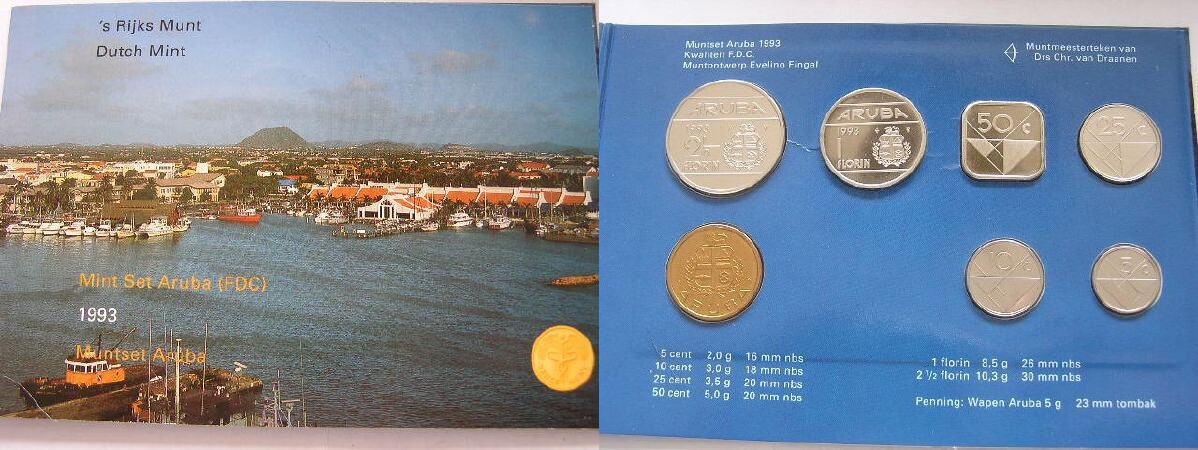 's Rijks Munt
Dutch Mint
Mint Set Aruba (FDC)
1993
Muntset Aruba
Muntset Aruba 1993
Kwaliteit F.D.C.
Muntontwerp Evelino Fingal
Muntmeesterteken van
Drs Chr. van Draanen
ARUBA
1993
2½
FLORIN
ARUBA
1993
1
FLORIN
50 c
25 c
ARUBA
10 c
5 c
5 cent 2,0 g 16 mm nbs
10 cent 3,0 g 18 mm nbs
25 cent 3,5 g 20 mm nbs
50 cent 5,0 g 20 mm nbs
1 florin 8,5 g 26 mm nbs
2 1/2 florin 10,3 g 30 mm nbs
Penning: Wapen Aruba 5 g 23 mm tombak